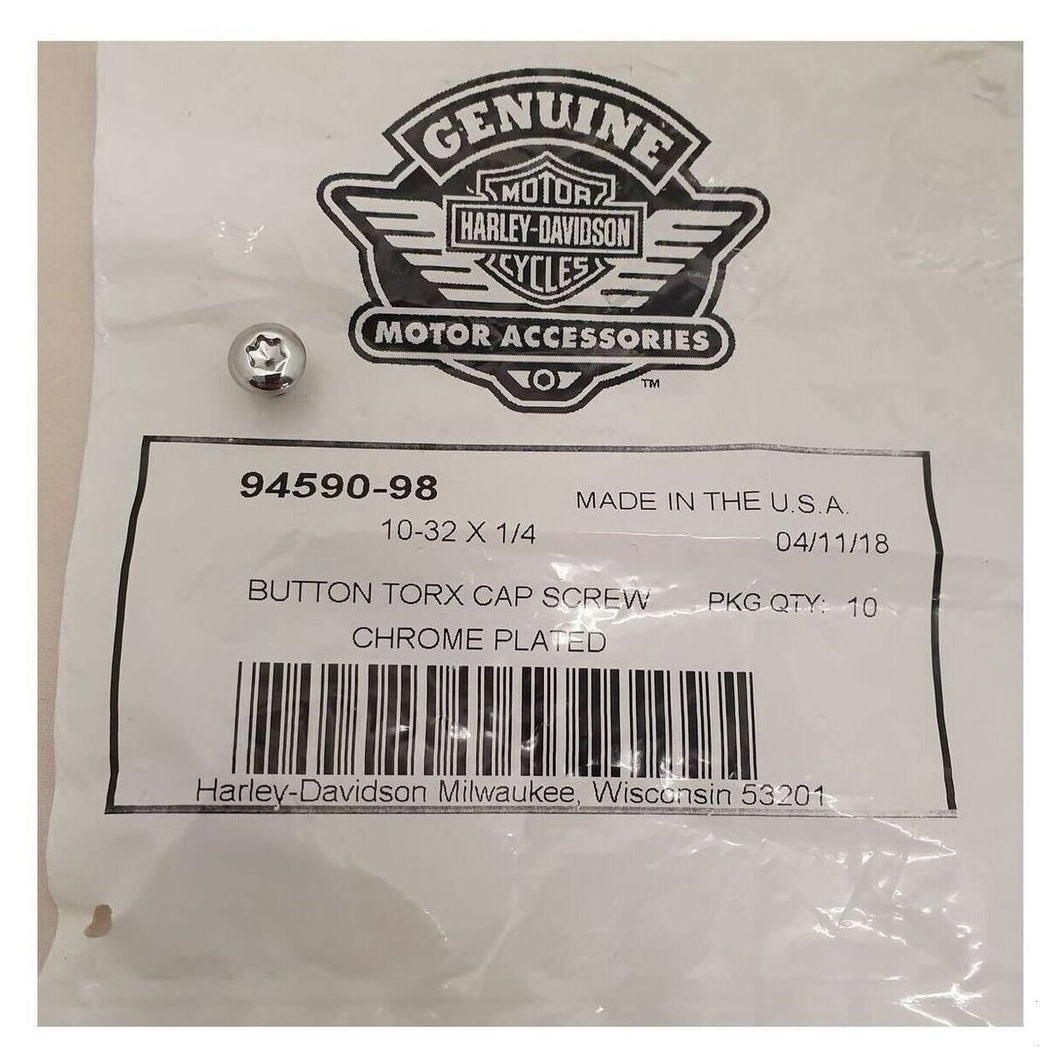 GENUINE
MOTOR
HARLEY-DAVIDSON
CYCLES
MOTOR ACCESSORIES
TM
94590-98
MADE IN THE U.S.A.
10-32 X 1/4
04/11/18
BUTTON TORX CAP SCREW PKG QTY: 10
CHROME PLATED
Harley-Davidson Milwaukee, Wisconsin 53201